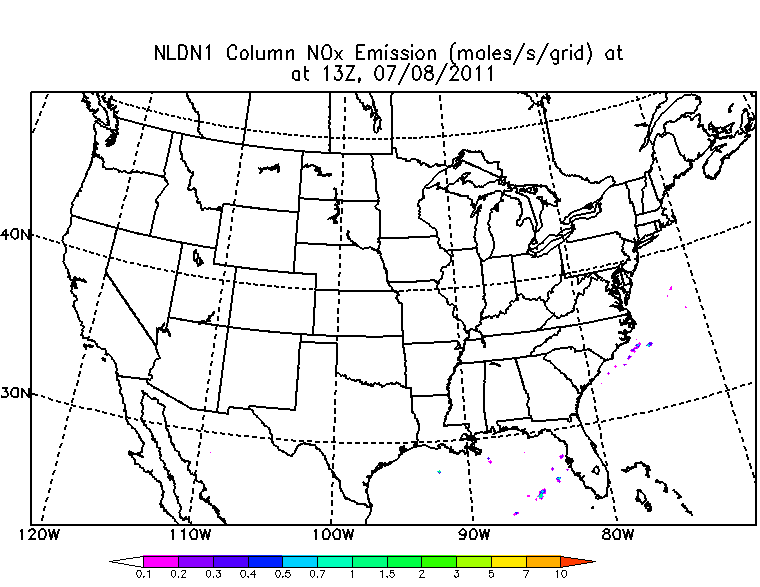 NLDN1 Column NOx Emission (moles/s/grid) at
at 13Z, 07/08/2011
40N
30N
120W 110W 100W 90W 80W
0.1 0.2 0.3 0.4 0.5 0.7 1 1.5 2 3 5 7 10